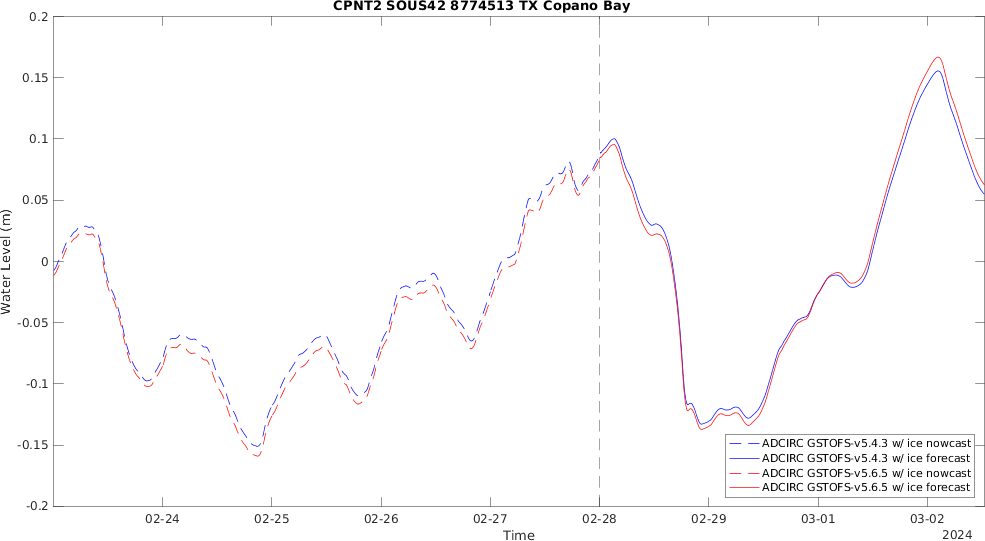 CPNT2 SOUS42 8774513 TX Copano Bay
0.2
0.15
0.1
0.05
0
-0.05
-0.1
-0.15
-0.2
Water Level (m)
02-24 02-25 02-26 02-27 02-28 02-29 03-01 03-02
Time
2024
ADCIRC GSTOFS-v5.4.3 w/ ice nowcast
ADCIRC GSTOFS-v5.4.3 w/ ice forecast
ADCIRC GSTOFS-v5.6.5 w/ ice nowcast
ADCIRC GSTOFS-v5.6.5 w/ ice forecast